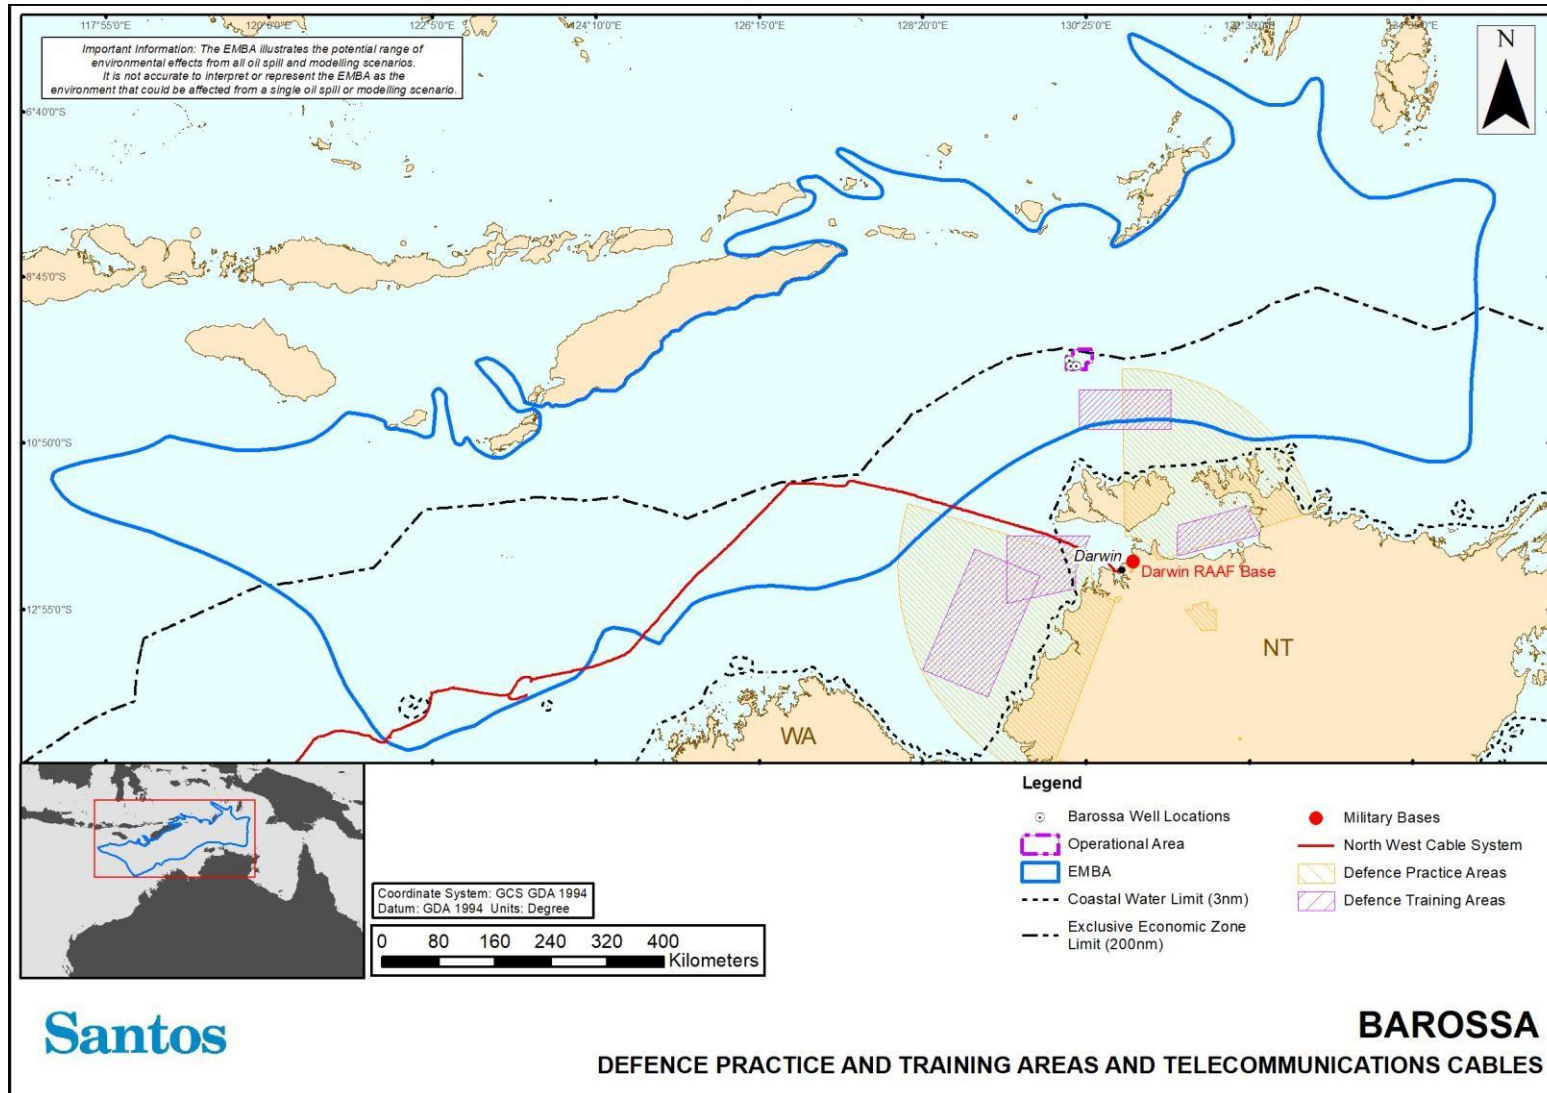 117°55'0"E
120°0'0"E
122°5'0"E
124°10'0"E
126°15'0"E
128°20'0"E
130°25'0"E
Important Information: The EMBA illustrates the potential range of
environmental effects from all oil spill and modelling scenarios.
It is not accurate to interpret or represent the EMBA as the
environment that could be affected from a single oil spill or modelling scenario.
N
6°40'0"S
8°45'0"S
10°50'0"S
12°55'0"S
Darwin
Darwin RAAF Base
NT
WA
Legend
Barossa Well Locations
Operational Area
EMBA
Coastal Water Limit (3nm)
Exclusive Economic Zone
Limit (200nm)
Military Bases
North West Cable System
Defence Practice Areas
Defence Training Areas
Coordinate System: GCS GDA 1994
Datum: GDA 1994 Units: Degree
0 80 160 240 320 400
Kilometers
Santos
BAROSSA
DEFENCE PRACTICE AND TRAINING AREAS AND TELECOMMUNICATIONS CABLES